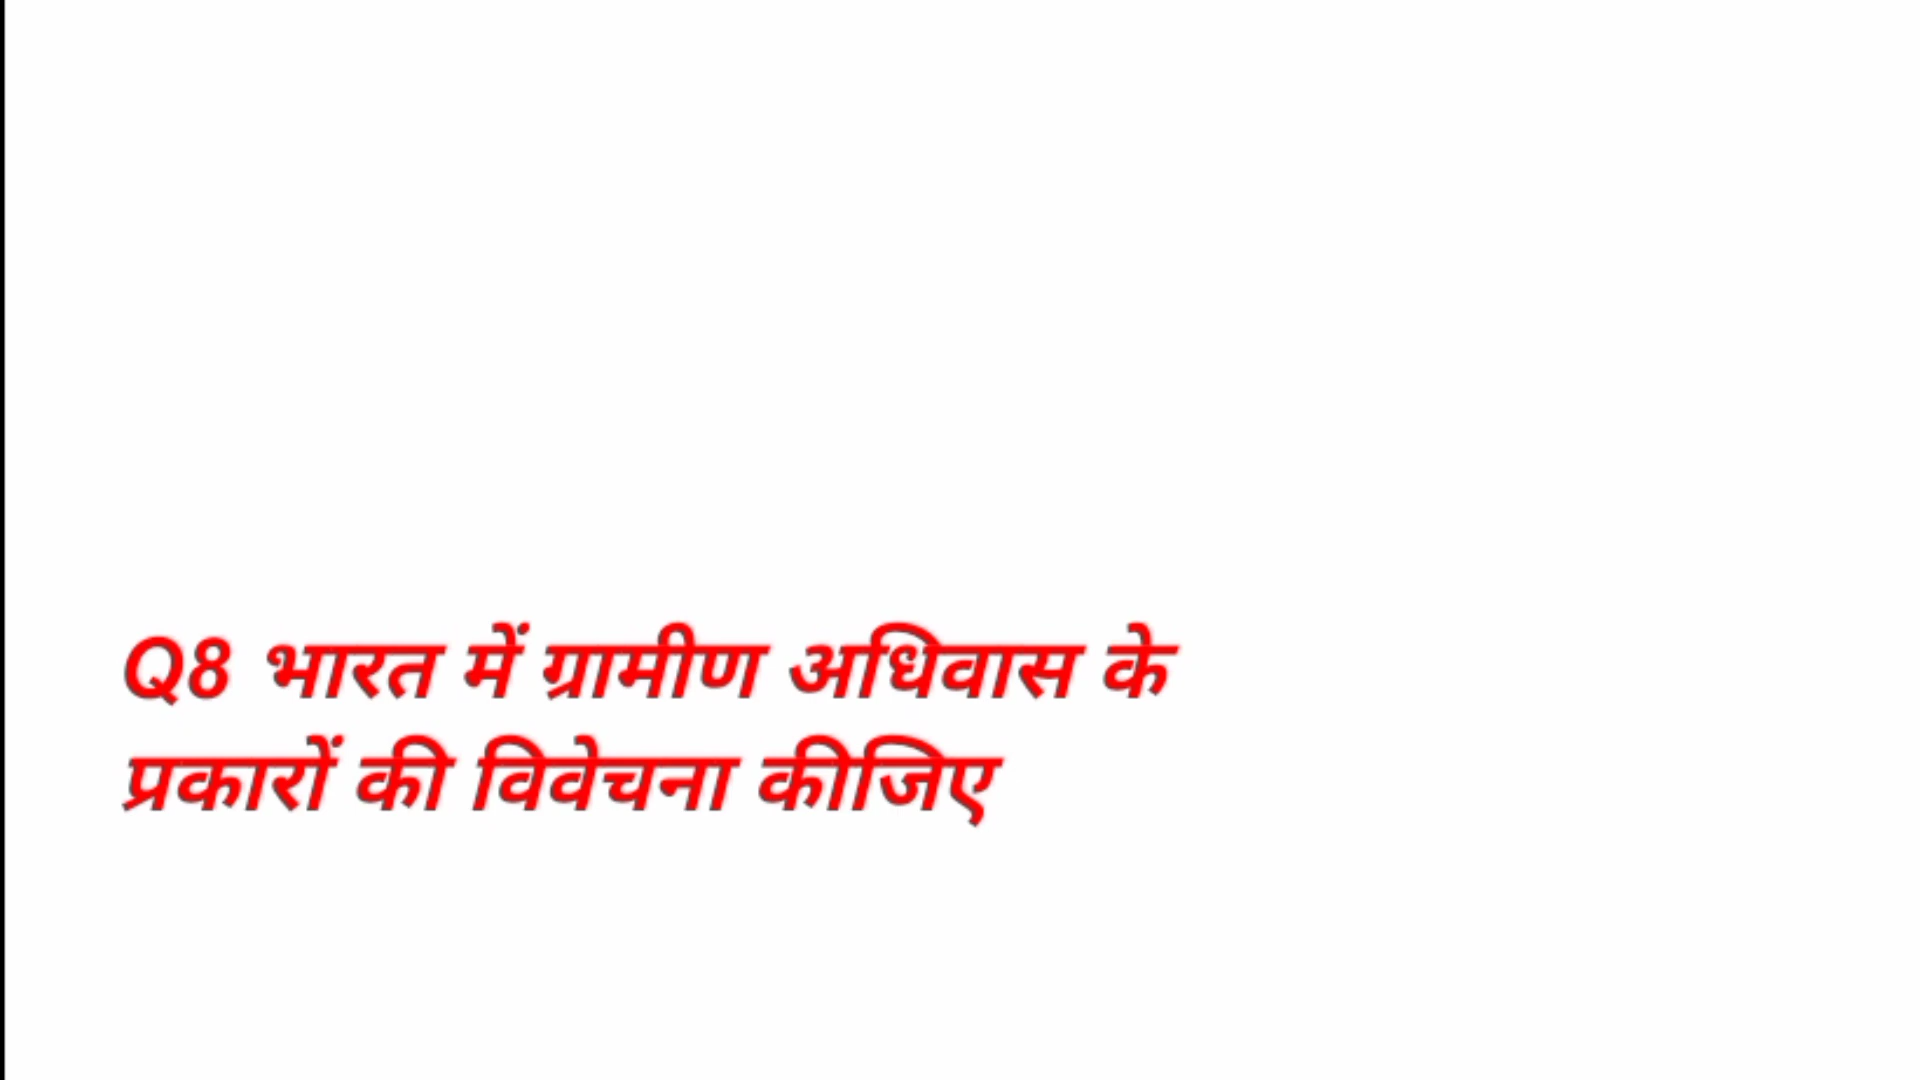 Q8 भारत में ग्रामीण अधिवास के
प्रकारों की विवेचना कीजिए